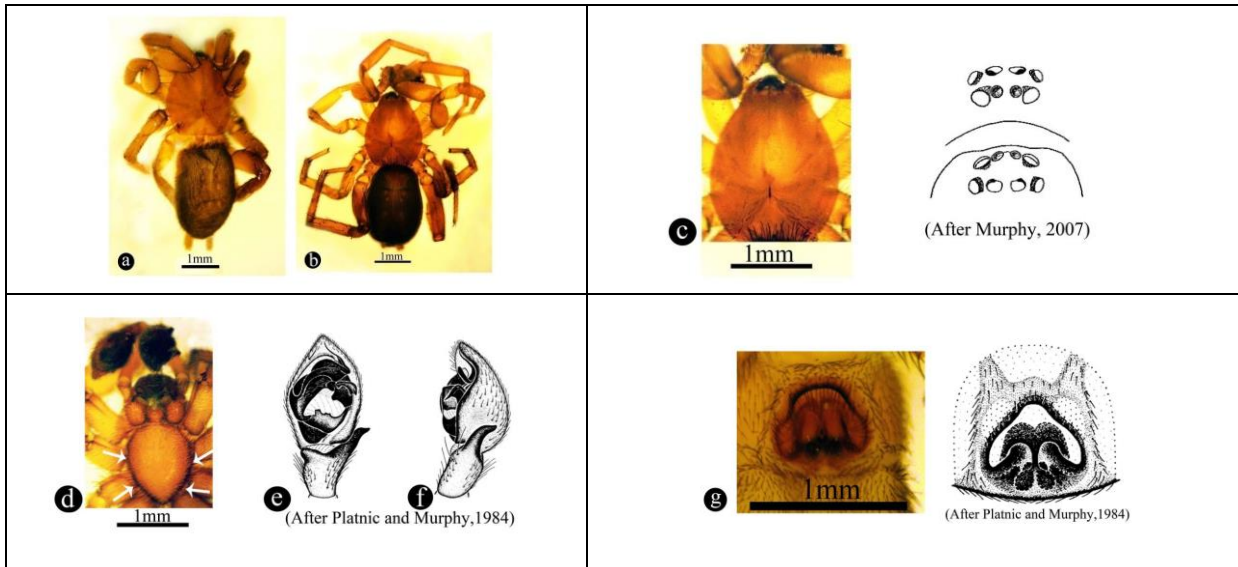 a
1mm
b
1mm
c
1mm
(After Murphy, 2007)
d
1mm
e
f
(After Platnic and Murphy,1984)
g
1mm
(After Platnic and Murphy,1984)